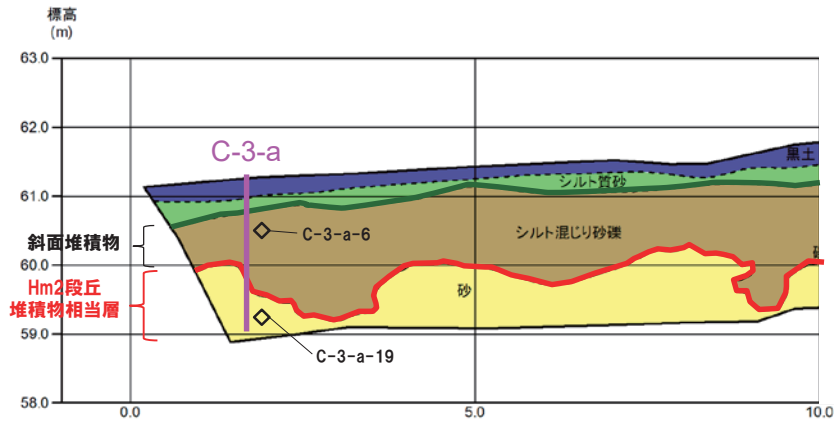 標高
(m)
63.0
62.0
C-3-a
黒土
61.0
シルト質砂
斜面堆積物
C-3-a-6
シルト混じり砂礫
60.0
Hm2段丘
堆積物相当層
砂
59.0
C-3-a-19
58.0
0.0
5.0
10.0